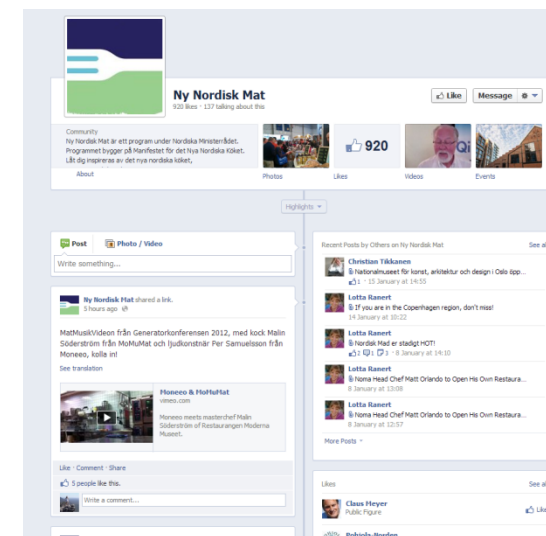 Ny Nordisk Mat
920 likes · 137 talking about this
Like
Message
Community
Ny Nordisk Mat är ett program under Nordiska Ministerrådet.
Programmet bygger på Manifestet för det Nya Nordiska Köket.
Låt dig inspireras av det nya nordiska köket,
About
920
Photos
Likes
Videos
Events
Highlights
Post
Photo / Video
Write something...
Ny Nordisk Mat shared a link.
5 hours ago
MatMusikVideon från Generatorkonferensen 2012, med kock Malin
Söderström från MoMuMat och ljudkonstnär Per Samuelsson från
Moneeo, kolla in!
See translation
Moneeo & MoMuMat
vimeo.com
Moneeo meets masterchef Malin
Söderström of Restaurangen Moderna
Museet.
Like · Comment · Share
5 people like this.
Write a comment...
Recent Posts by Others on Ny Nordisk Mat
See al
Christian Tikkanen
Nationalmuseet för konst, arkitektur och design i Oslo öpp...
1 · 15 January at 14:55
Lotta Ranert
If you are in the Copenhagen region, don't miss!
14 January at 10:22
Lotta Ranert
Nordisk Mad er stadigt HOT!
2 1 3 · 8 January at 14:10
Lotta Ranert
Noma Head Chef Matt Orlando to Open His Own Restaura...
8 January at 13:08
Lotta Ranert
Noma Head Chef Matt Orlando to Open His Own Restaura...
8 January at 12:57
More Posts
Likes
See al
Claus Meyer
Public Figure
Like
Pohjola-Norden